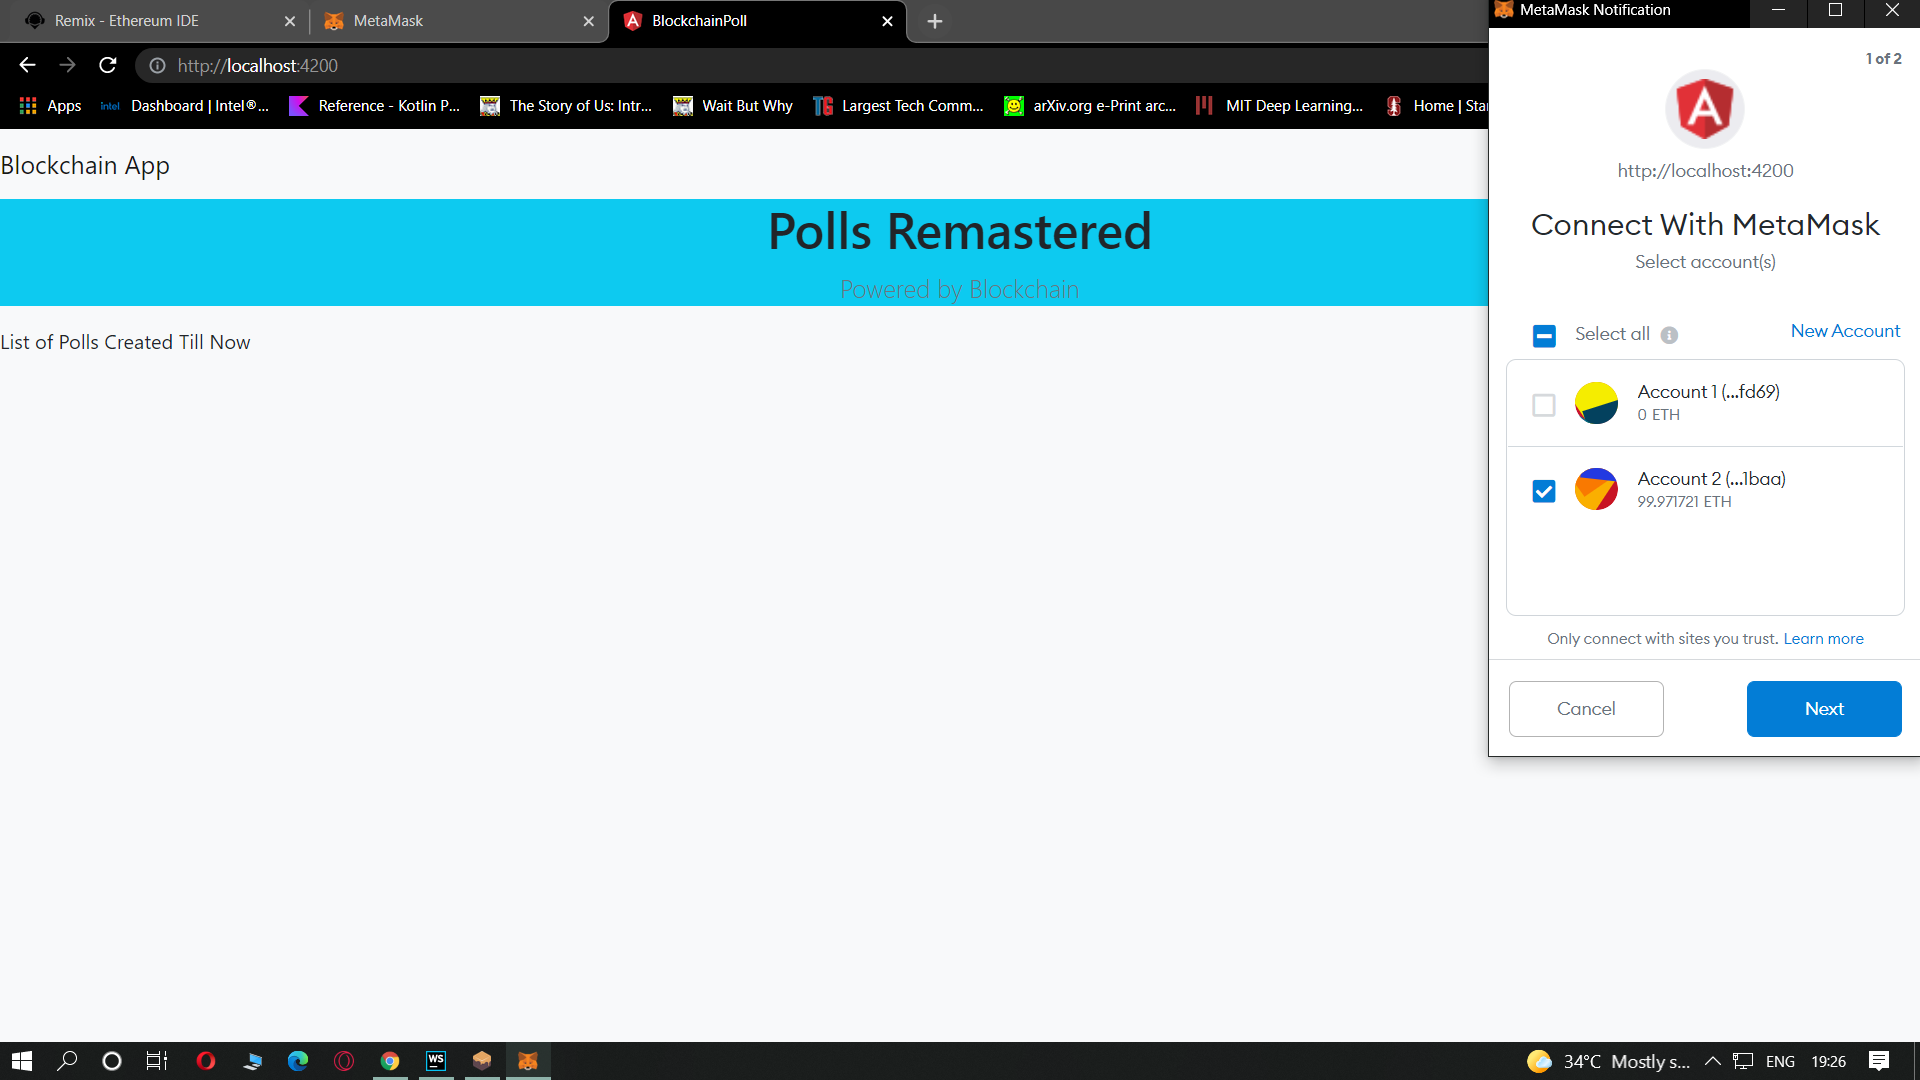 Remix - Ethereum IDE
MetaMask
BlockchainPoll
http://localhost:4200
Apps
intel Dashboard | Intel®...
Reference - Kotlin P...
The Story of Us: Intr...
Wait But Why
TG Largest Tech Comm...
arXiv.org e-Print arc...
MIT Deep Learning...
Home | Star
Blockchain App
Polls Remastered
Powered by Blockchain
List of Polls Created Till Now
MetaMask Notification
1 of 2
A
http://localhost:4200
Connect With MetaMask
Select account(s)
Select all
New Account
Account 1 (...fd69)
0 ETH
Account 2 (...1baa)
99.971721 ETH
Only connect with sites you trust. Learn more
Cancel
Next
WS
34°C Mostly s...
ENG
19:26